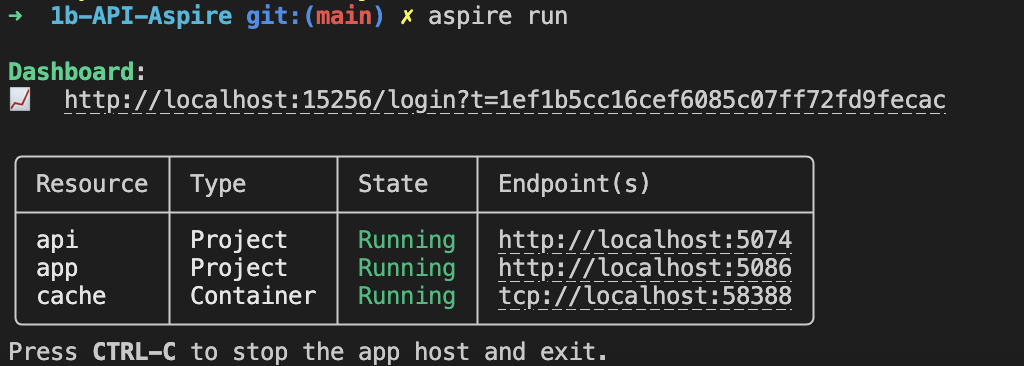 ➜ 1b-API-Aspire git:(main) ✗ aspire run
Dashboard:
📈 http://localhost:15256/login?t=1ef1b5cc16cef6085c07ff72fd9fecac
Resource Type State Endpoint(s)
api Project Running http://localhost:5074
app Project Running http://localhost:5086
cache Container Running tcp://localhost:58388
Press CTRL-C to stop the app host and exit.